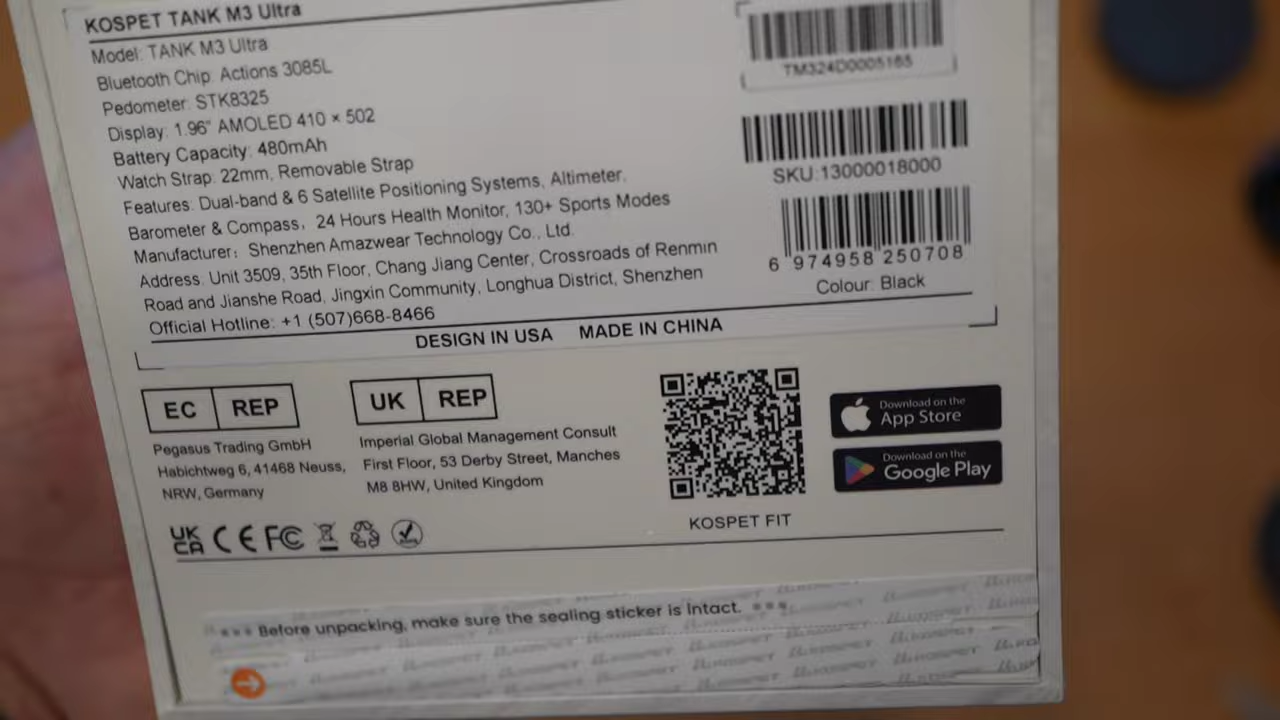 KOSPET TANK M3 Ultra
Model: TANK M3 Ultra
Bluetooth Chip: Actions 3085L
Pedometer: STK8325
Display: 1.96" AMOLED 410 × 502
Battery Capacity: 480mAh
Watch Strap: 22mm, Removable Strap
Features: Dual-band & 6 Satellite Positioning Systems, Altimeter,
Barometer & Compass, 24 Hours Health Monitor, 130+ Sports Modes
Manufacturer: Shenzhen Amazwear Technology Co., Ltd.
Address: Unit 3509, 35th Floor, Chang Jiang Center, Crossroads of Renmin
Road and Jianshe Road, Jingxin Community, Longhua District, Shenzhen
Official Hotline: +1 (507)668-8466
TM324D0005165
SKU:13000018000
6 974958 250708
Colour: Black
DESIGN IN USA MADE IN CHINA
EC REP
Pegasus Trading GmbH
Habichtweg 6, 41468 Neuss,
NRW, Germany
UK REP
Imperial Global Management Consult
First Floor, 53 Derby Street, Manches
M8 8HW, United Kingdom
KOSPET FIT
Download on the
App Store
Download on the
Google Play
UK
CA CE FC
Before unpacking, make sure the sealing sticker is intact.